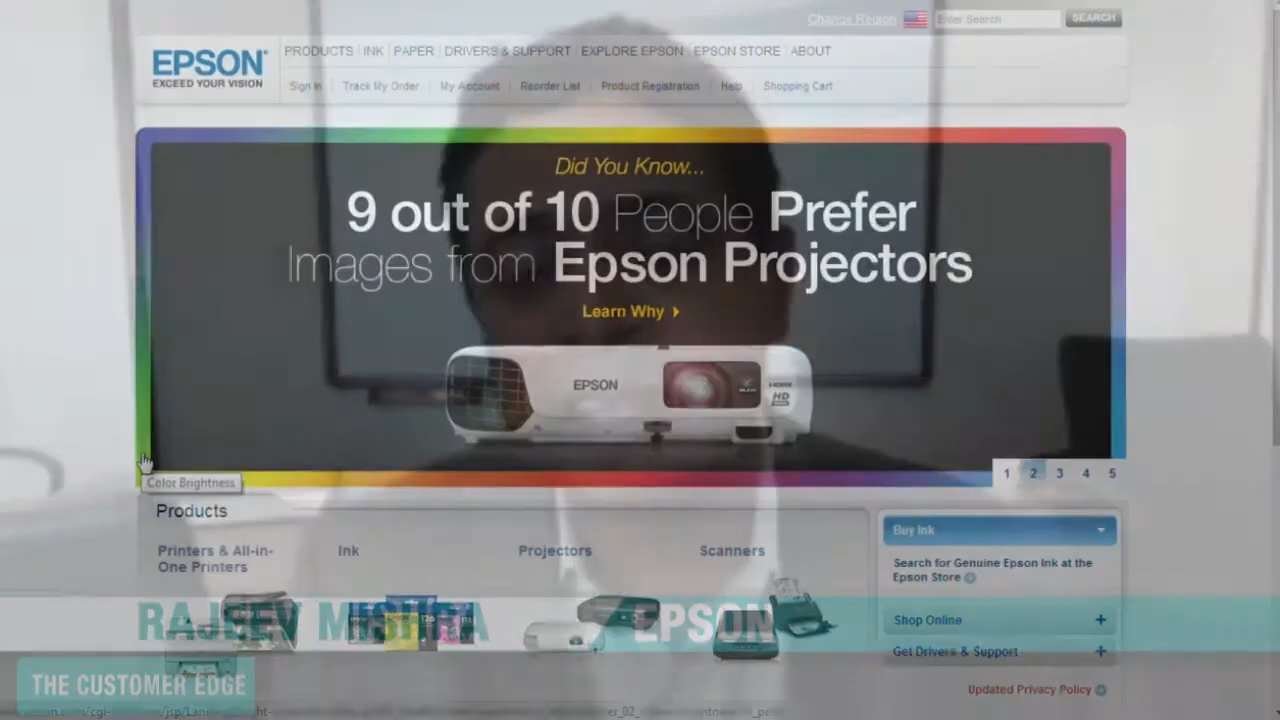 Change Region
Enter Search
SEARCH
EPSON
EXCEED YOUR VISION
PRODUCTS INK PAPER DRIVERS & SUPPORT EXPLORE EPSON EPSON STORE ABOUT
Sign In Track My Order My Account Reorder List Product Registration Help Shopping Cart
Did You Know...
9 out of 10 People Prefer
Images from Epson Projectors
Learn Why
EPSON
HDMI
HD
1 2 3 4 5
Color Brightness
Products
Printers & All-in-
One Printers
Ink
Projectors
Scanners
Buy Ink
Search for Genuine Epson Ink at the
Epson Store
Shop Online
Get Drivers & Support
Updated Privacy Policy
RAJEEV MISHRA
EPSON
THE CUSTOMER EDGE